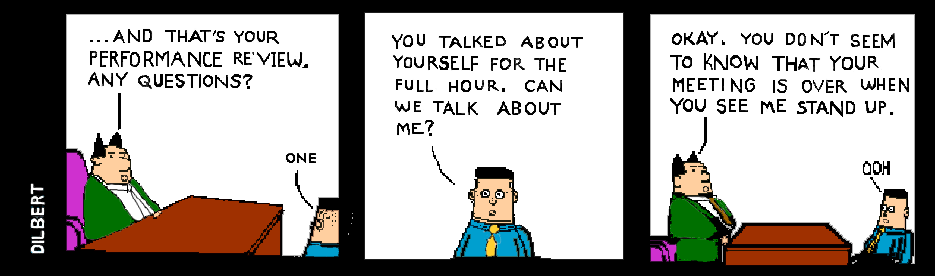 DILBERT
...AND THAT'S YOUR
PERFORMANCE REVIEW.
ANY QUESTIONS?
ONE
YOU TALKED ABOUT
YOURSELF FOR THE
FULL HOUR. CAN
WE TALK ABOUT
ME?
OKAY. YOU DON'T SEEM
TO KNOW THAT YOUR
MEETING IS OVER WHEN
YOU SEE ME STAND UP.
OOH